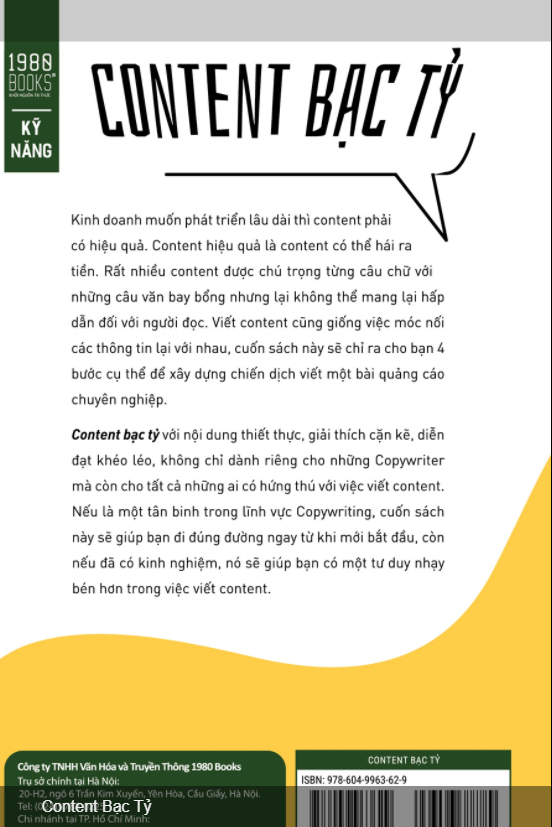 1980
BOOKS®
KHƠI NGUỒN TRI THỨC
KỸ
NĂNG
CONTENT BẠC TỶ
Kinh doanh muốn phát triển lâu dài thì content phải
có hiệu quả. Content hiệu quả là content có thể hái ra
tiền. Rất nhiều content được chú trọng từng câu chữ với
những câu văn bay bổng nhưng lại không thể mang lại hấp
dẫn đối với người đọc. Viết content cũng giống việc móc nối
các thông tin lại với nhau, cuốn sách này sẽ chỉ ra cho bạn 4
bước cụ thể để xây dựng chiến dịch viết một bài quảng cáo
chuyên nghiệp.
Content bạc tỷ với nội dung thiết thực, giải thích cặn kẽ, diễn
đạt khéo léo, không chỉ dành riêng cho những Copywriter
mà còn cho tất cả những ai có hứng thú với việc viết content.
Nếu là một tân binh trong lĩnh vực Copywriting, cuốn sách
này sẽ giúp bạn đi đúng đường ngay từ khi mới bắt đầu, còn
nếu đã có kinh nghiệm, nó sẽ giúp bạn có một tư duy nhạy
bén hơn trong việc viết content.
Công ty TNHH Văn Hóa và Truyền Thông 1980 Books
Trụ sở chính tại Hà Nội:
20-H2, ngõ 6 Trần Kim Xuyến, Yên Hòa, Cầu Giấy, Hà Nội.
Tel:
Chi nhánh tại TP. Hồ Chí Minh:
CONTENT BẠC TỶ
ISBN: 978-604-9963-62-9
Content Bạc Tỷ